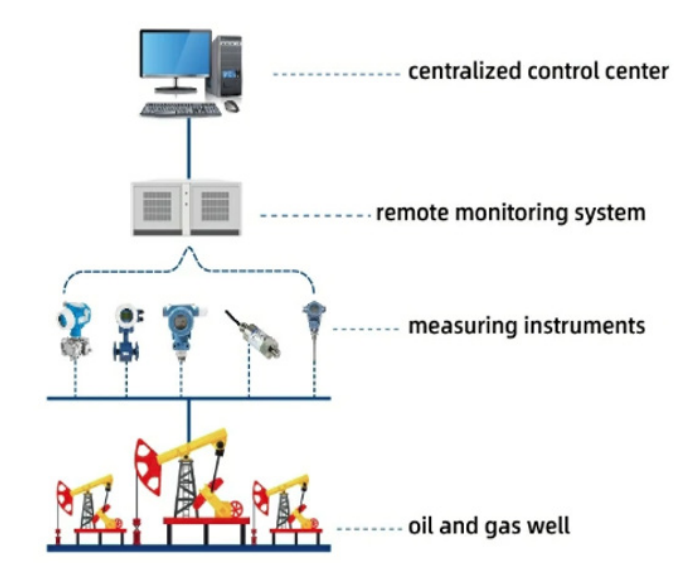 centralized control center
remote monitoring system
measuring instruments
oil and gas well